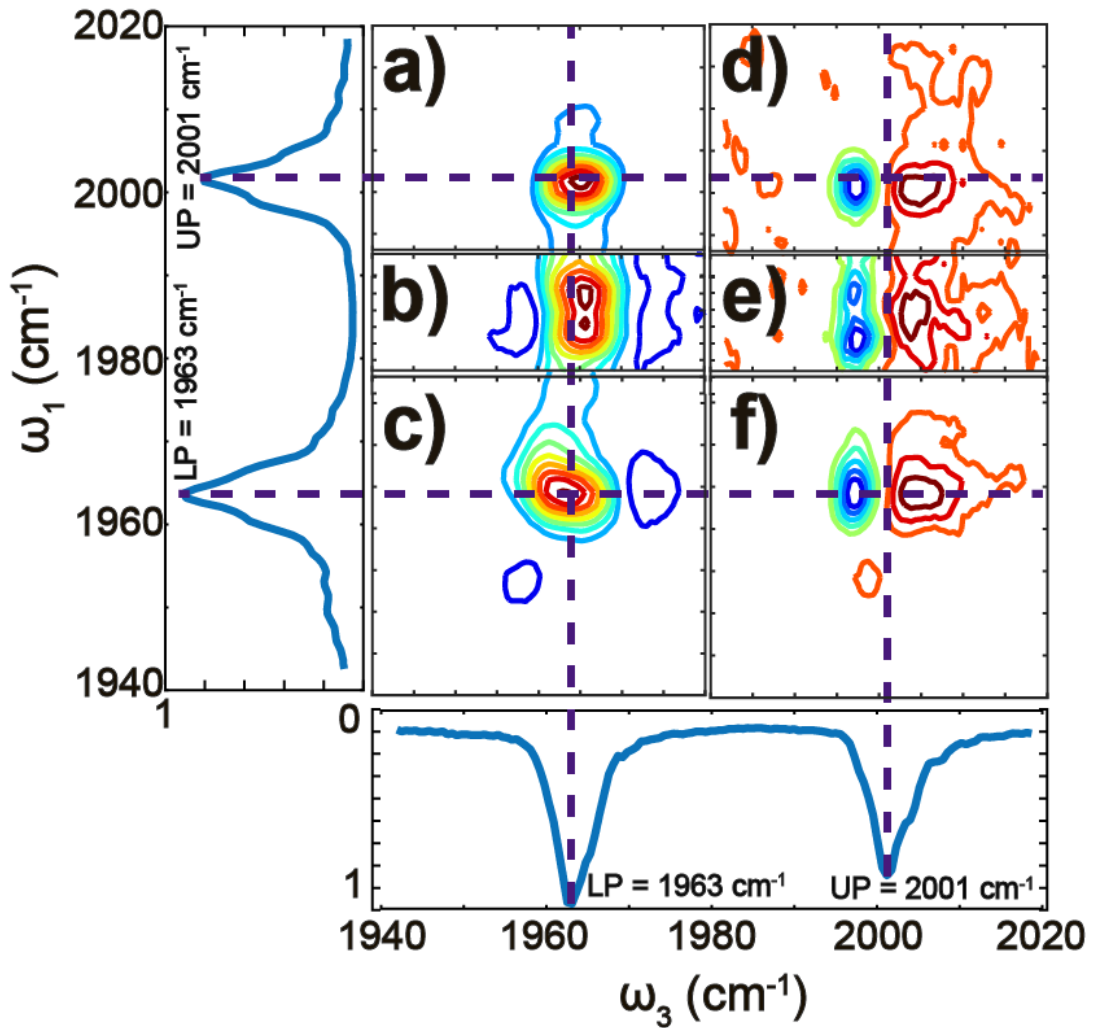 2020
2000
1980
1960
1940
ω1 (cm-1)
UP = 2001 cm-1
LP = 1963 cm-1
1
0
a)
d)
b)
e)
c)
f)
0
1
LP = 1963 cm-1
UP = 2001 cm-1
1940
1960
1980
2000
2020
ω3 (cm-1)